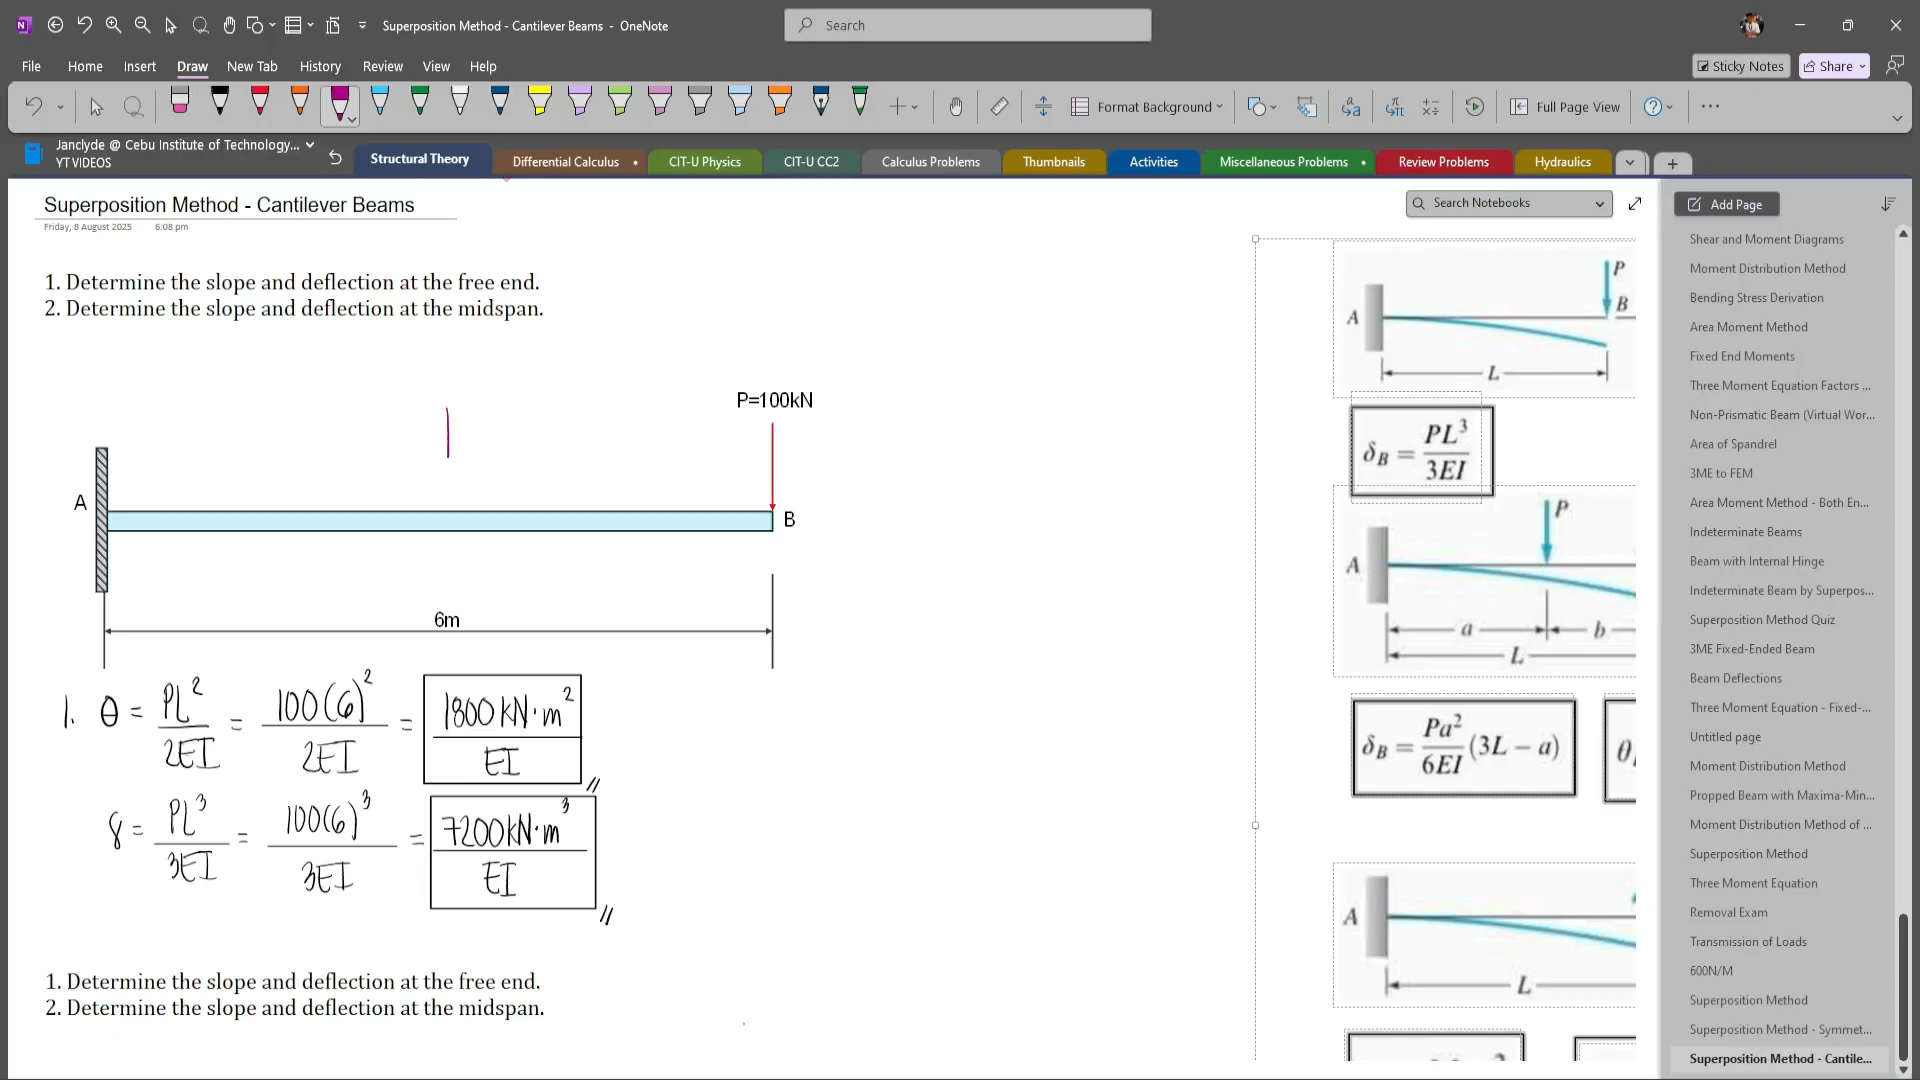 Superposition Method - Cantilever Beams - OneNote
Search
File Home Insert Draw New Tab History Review View Help
Sticky Notes Share
Format Background Full Page View
Janclyde @ Cebu Institute of Technology...
YT VIDEOS
Structural Theory Differential Calculus CIT-U Physics CIT-U CC2 Calculus Problems Thumbnails Activities Miscellaneous Problems Review Problems Hydraulics
Superposition Method - Cantilever Beams
Friday, 8 August 2025 6:08 pm
Search Notebooks
1. Determine the slope and deflection at the free end.
2. Determine the slope and deflection at the midspan.
P=100kN
A
B
6m
1. θ = PL²/2EI = 100(6)²/2EI = 1800 kN·m²/EI
δ = PL³/3EI = 100(6)³/3EI = 7200 kN·m³/EI
1. Determine the slope and deflection at the free end.
2. Determine the slope and deflection at the midspan.
P
A
B
L
δB = PL³/3EI
P
A
a b
L
δB = Pa²/6EI (3L − a)
θ
A
L
Add Page
Shear and Moment Diagrams
Moment Distribution Method
Bending Stress Derivation
Area Moment Method
Fixed End Moments
Three Moment Equation Factors ...
Non-Prismatic Beam (Virtual Wor...
Area of Spandrel
3ME to FEM
Area Moment Method - Both En...
Indeterminate Beams
Beam with Internal Hinge
Indeterminate Beam by Superpos...
Superposition Method Quiz
3ME Fixed-Ended Beam
Beam Deflections
Three Moment Equation - Fixed-...
Untitled page
Moment Distribution Method
Propped Beam with Maxima-Min...
Moment Distribution Method of ...
Superposition Method
Three Moment Equation
Removal Exam
Transmission of Loads
600N/M
Superposition Method
Superposition Method - Symmet...
Superposition Method - Cantile...